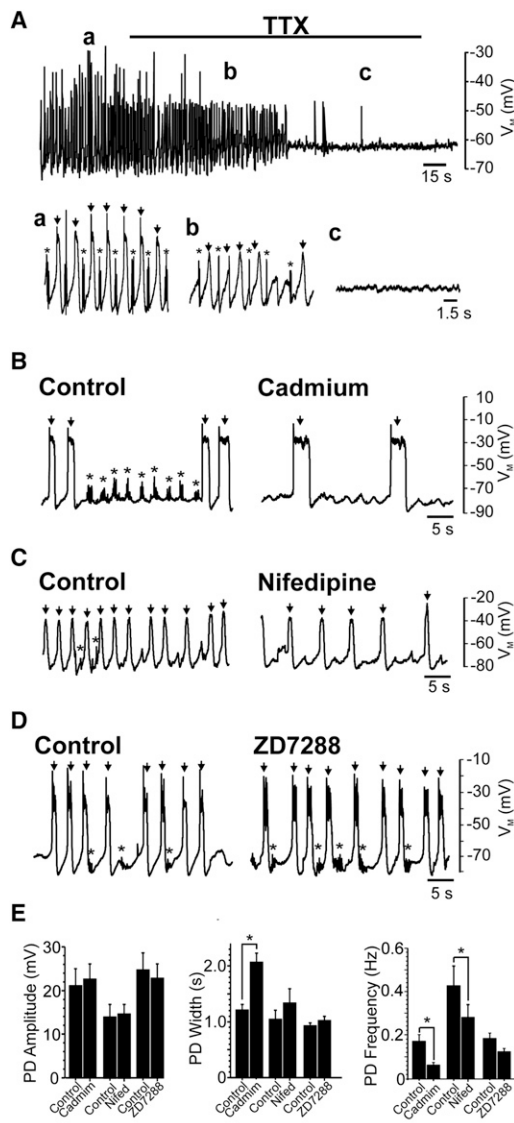 A
TTX
a
b
c
-30
-40
-50
-60
-70
V_M (mV)
15 s
a
* * * * * * *
b
* * * * *
c
1.5 s
B
Control
Cadmium
10
-10
-30
-50
-70
-90
V_M (mV)
* * * * * * * * *
5 s
C
Control
Nifedipine
-20
-40
-60
-80
V_M (mV)
* *
5 s
D
Control
ZD7288
-10
-30
-50
-70
V_M (mV)
* * *
* * * *
5 s
E
PD Amplitude (mV)
30
20
10
0
Control
Cadmim
Control
Nifed
Control
ZD7288
PD Width (s)
2.0
1.0
0.0
*
Control
Cadmim
Control
Nifed
Control
ZD7288
PD Frequency (Hz)
0.6
0.4
0.2
0
*
*
Control
Cadmim
Control
Nifed
Control
ZD7288